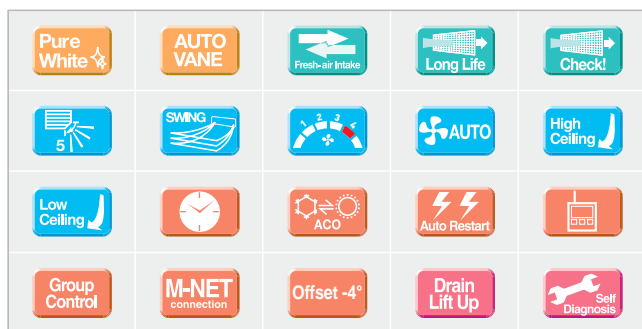 Pure
White
AUTO
VANE
Fresh-air Intake
Long Life
Check!
5
SWING
1 2 3 4
AUTO
High
Ceiling
Low
Ceiling
ACO
Auto Restart
Group
Control
M-NET
connection
Offset -4°
Drain
Lift Up
Self
Diagnosis